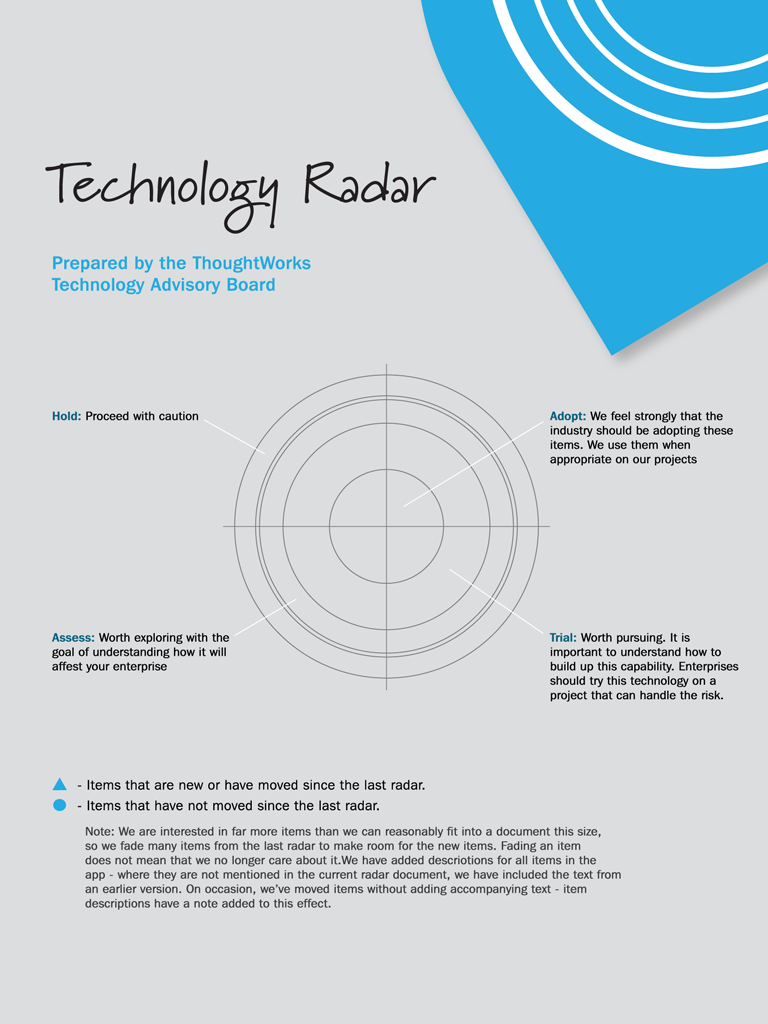 Technology Radar
Prepared by the ThoughtWorks
Technology Advisory Board
Hold: Proceed with caution
Adopt: We feel strongly that the
industry should be adopting these
items. We use them when
appropriate on our projects
Assess: Worth exploring with the
goal of understanding how it will
affest your enterprise
Trial: Worth pursuing. It is
important to understand how to
build up this capability. Enterprises
should try this technology on a
project that can handle the risk.
- Items that are new or have moved since the last radar.
- Items that have not moved since the last radar.
Note: We are interested in far more items than we can reasonably fit into a document this size,
so we fade many items from the last radar to make room for the new items. Fading an item
does not mean that we no longer care about it.We have added descriotions for all items in the
app - where they are not mentioned in the current radar document, we have included the text from
an earlier version. On occasion, we've moved items without adding accompanying text - item
descriptions have a note added to this effect.